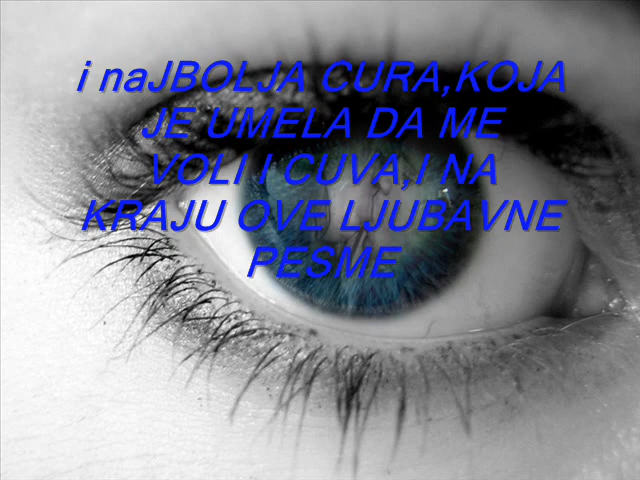 i naJBOLJA CURA,KOJA
JE UMELA DA ME
VOLI I CUVA,I NA
KRAJU OVE LJUBAVNE
PESME